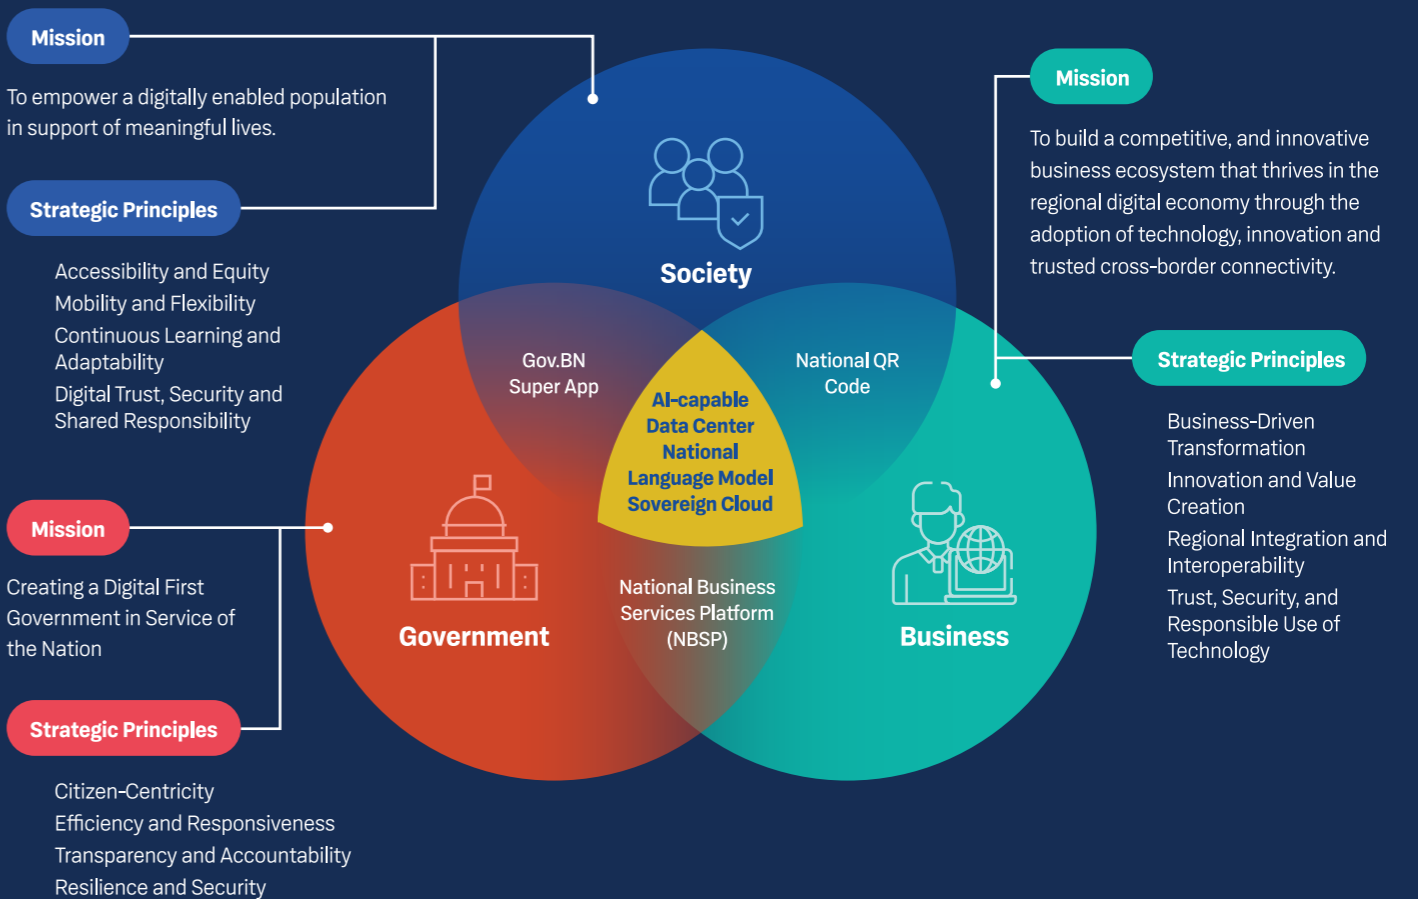 Mission
To empower a digitally enabled population
in support of meaningful lives.
Strategic Principles
Accessibility and Equity
Mobility and Flexibility
Continuous Learning and
Adaptability
Digital Trust, Security and
Shared Responsibility
Mission
Creating a Digital First
Government in Service of
the Nation
Strategic Principles
Citizen-Centricity
Efficiency and Responsiveness
Transparency and Accountability
Resilience and Security
Society
Gov.BN
Super App
National QR
Code
AI-capable
Data Center
National
Language Model
Sovereign Cloud
Government
National Business
Services Platform
(NBSP)
Business
Mission
To build a competitive, and innovative
business ecosystem that thrives in the
regional digital economy through the
adoption of technology, innovation and
trusted cross-border connectivity.
Strategic Principles
Business-Driven
Transformation
Innovation and Value
Creation
Regional Integration and
Interoperability
Trust, Security, and
Responsible Use of
Technology